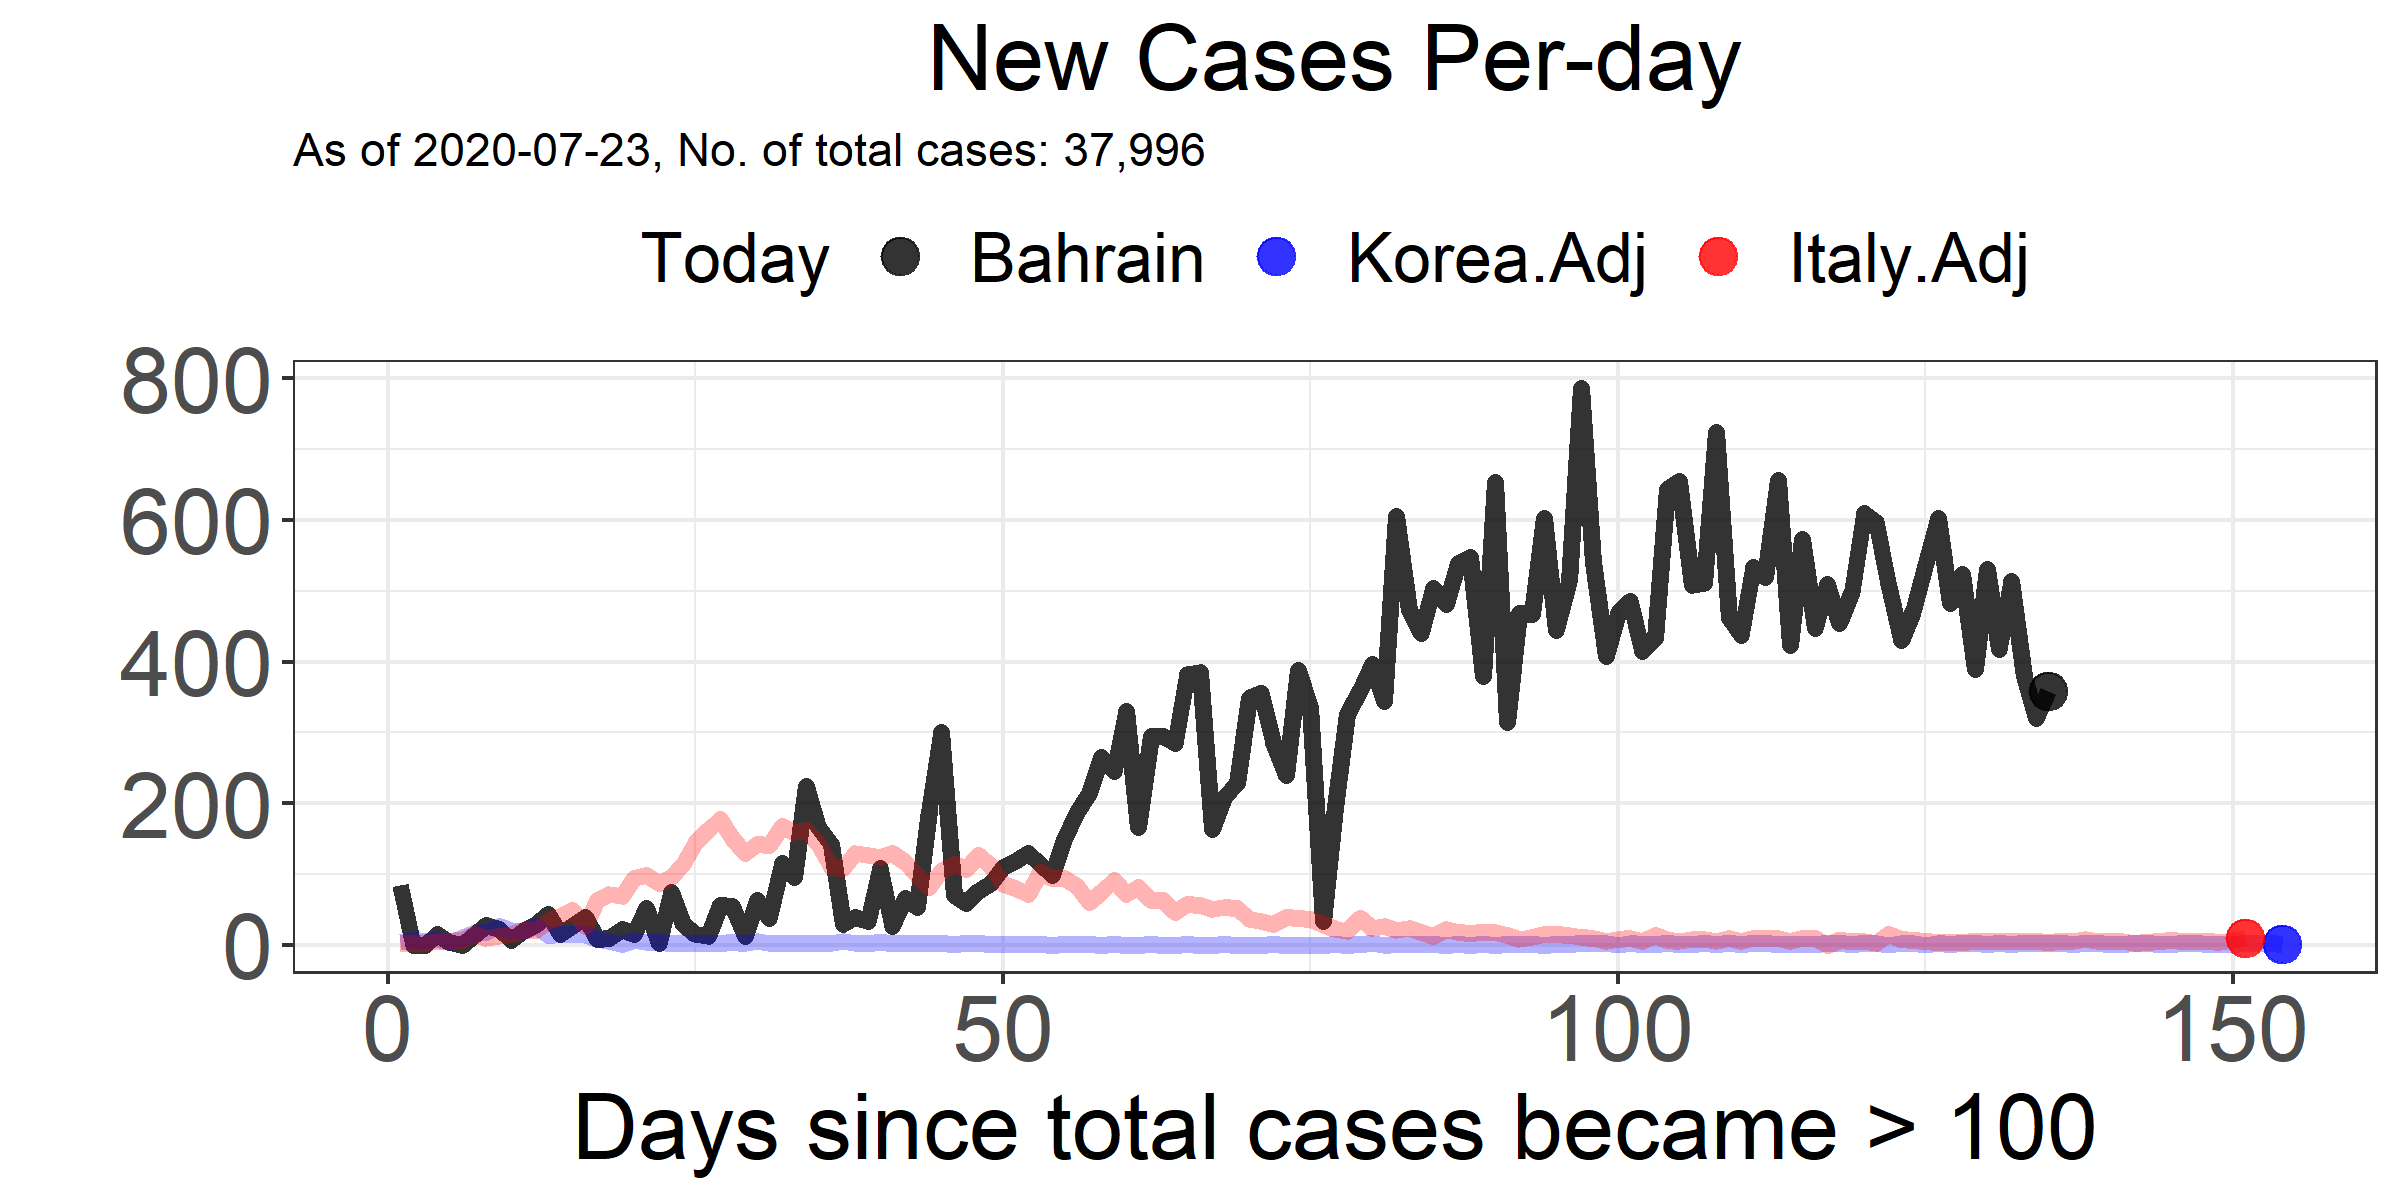 New Cases Per-day
As of 2020-07-23, No. of total cases: 37,996
Today Bahrain Korea.Adj Italy.Adj
800
600
400
200
0
0 50 100 150
Days since total cases became > 100